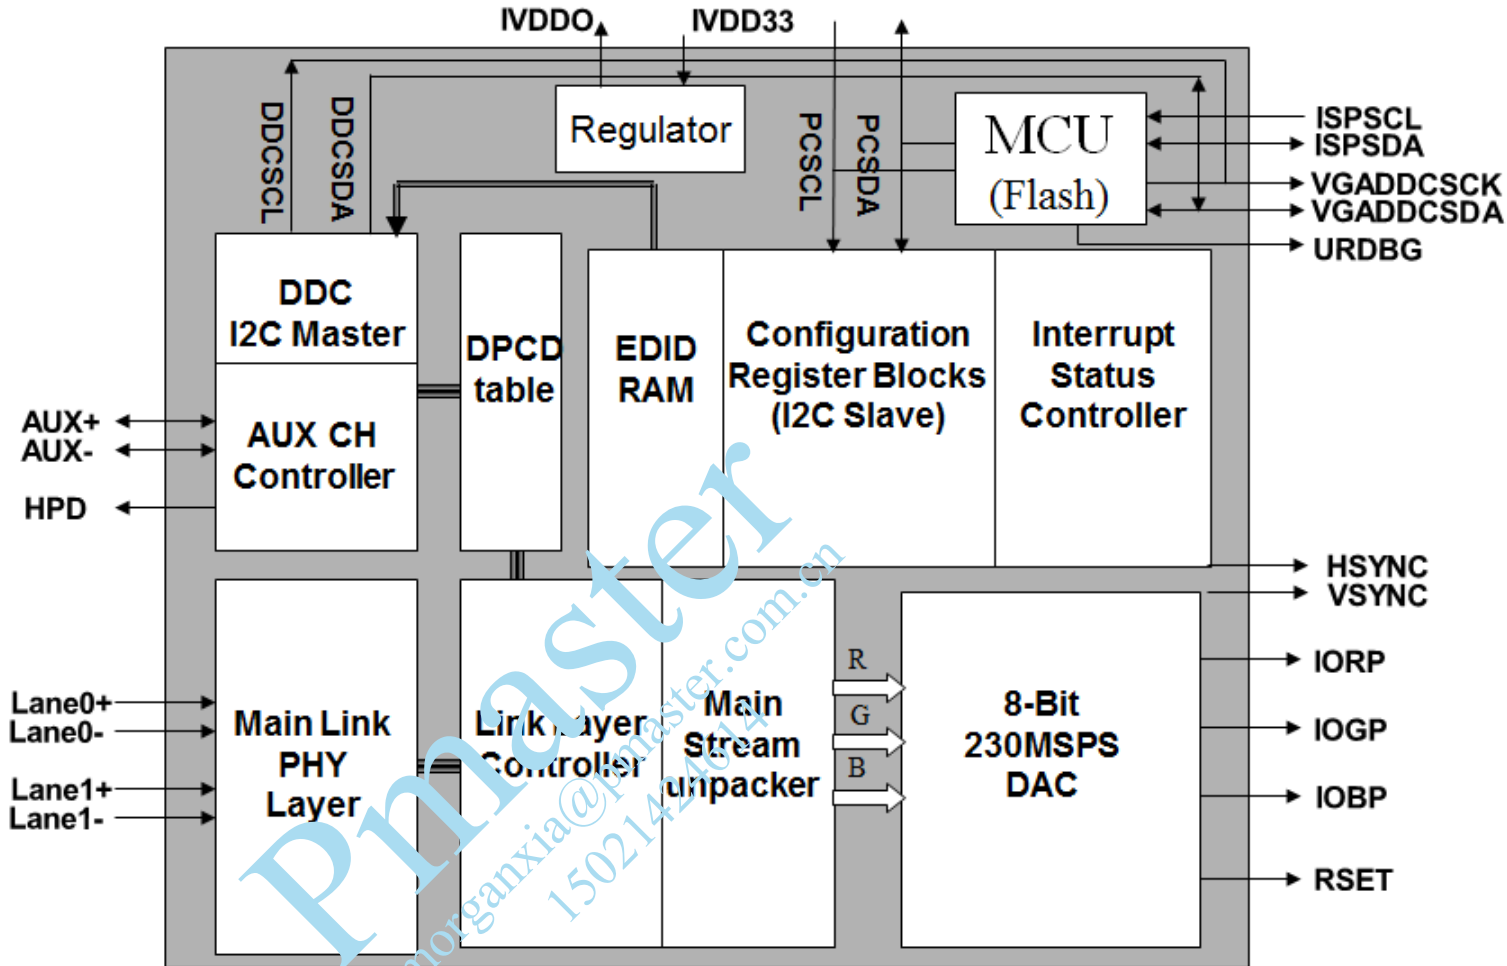 IVDDO
IVDD33
DDCSCL
DDCSDA
Regulator
PCSCL
PCSDA
MCU
(Flash)
ISPSCL
ISPSDA
VGADDCSCK
VGADDCSDA
URDBG
DDC
I2C Master
AUX CH
Controller
DPCD
table
EDID
RAM
Configuration
Register Blocks
(I2C Slave)
Interrupt
Status
Controller
AUX+
AUX-
HPD
HSYNC
VSYNC
Lane0+
Lane0-
Lane1+
Lane1-
Main Link
PHY
Layer
Link Layer
Controller
Main
Stream
unpacker
R
G
B
8-Bit
230MSPS
DAC
IORP
IOGP
IOBP
RSET
Pmaster
morganxia@pmaster.com.cn
15021424614